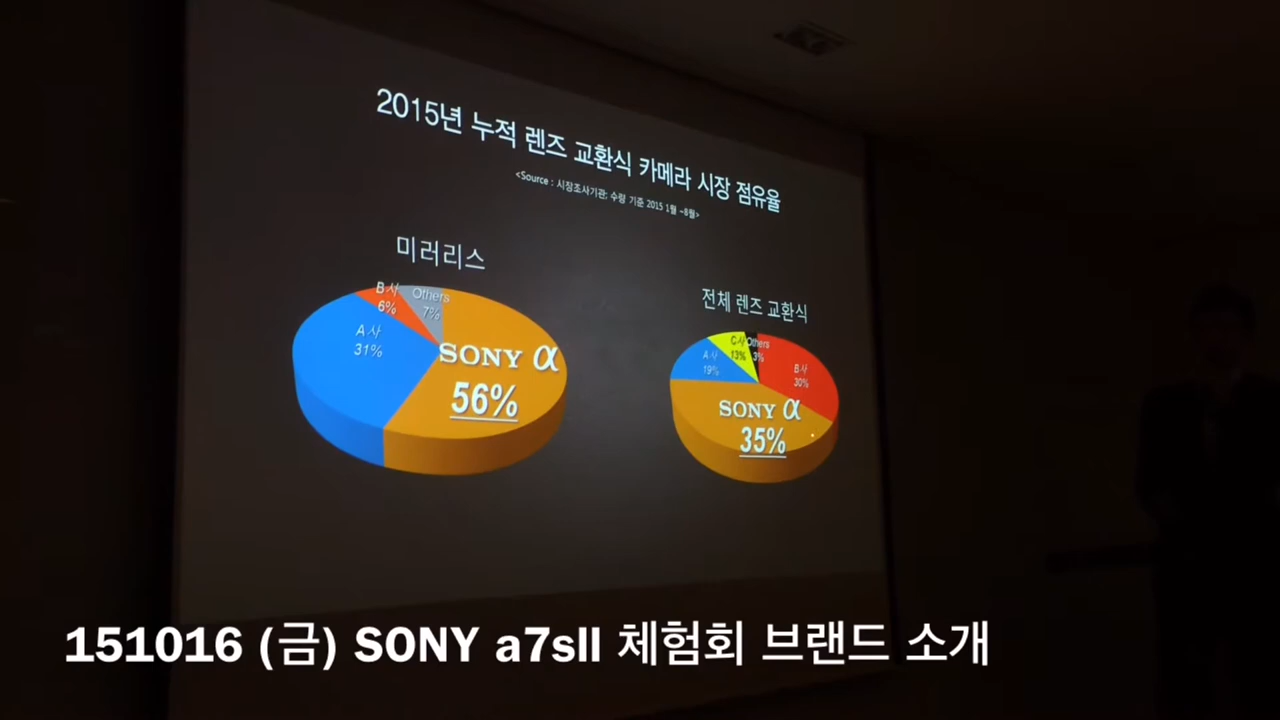 2015년 누적 렌즈 교환식 카메라 시장 점유율
<Source : 시장조사기관; 수량 기준 2015 1월 ~8월>
미러리스
B사
6%
Others
7%
A사
31%
SONY α
56%
전체 렌즈 교환식
C사
13%
Others
3%
A사
19%
B사
30%
SONY α
35%
151016 (금) SONY a7sII 체험회 브랜드 소개